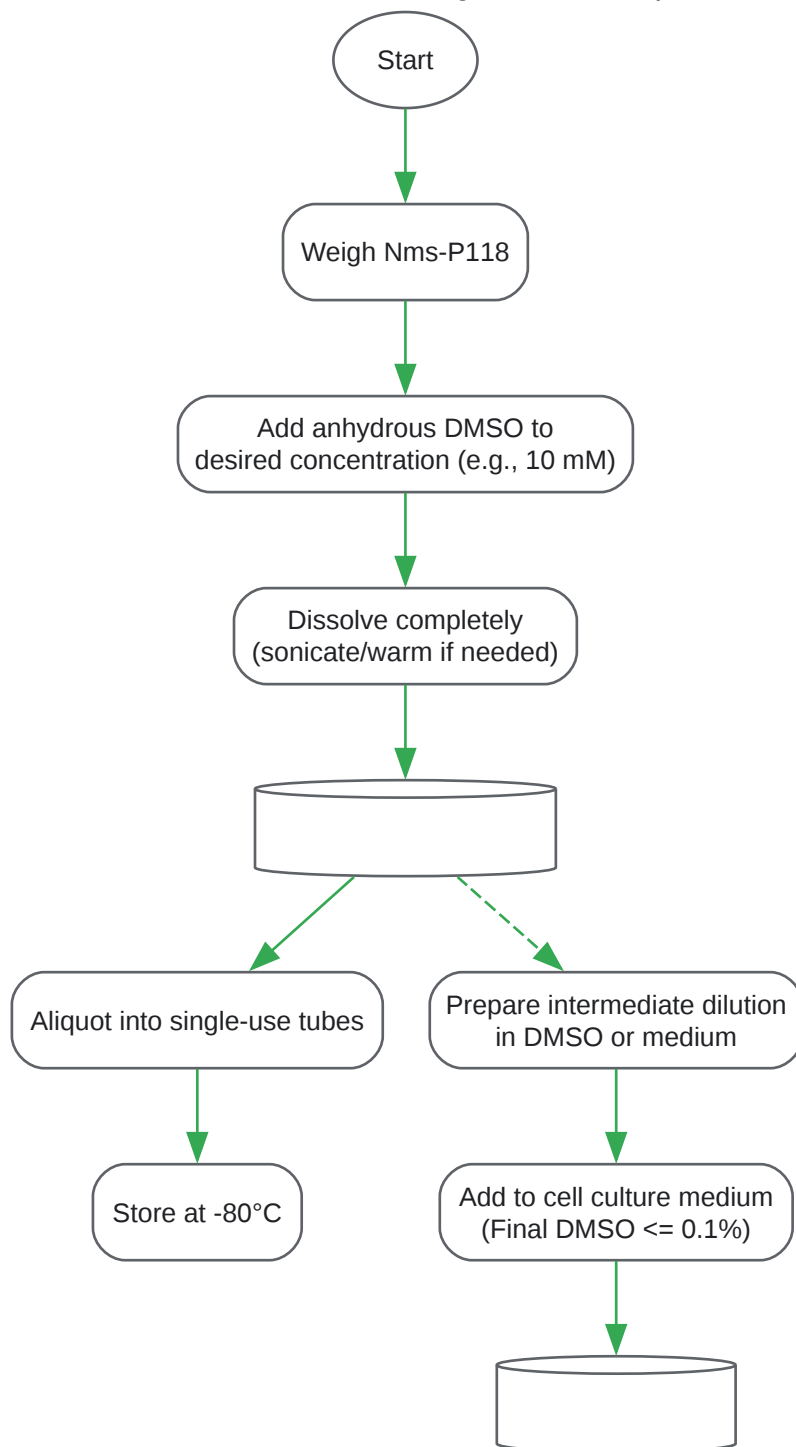 Start
Weigh Nms-P118
Add anhydrous DMSO to
desired concentration (e.g., 10 mM)
Dissolve completely
(sonicate/warm if needed)
Aliquot into single-use tubes
Prepare intermediate dilution
in DMSO or medium
Store at -80°C
Add to cell culture medium
(Final DMSO <= 0.1%)